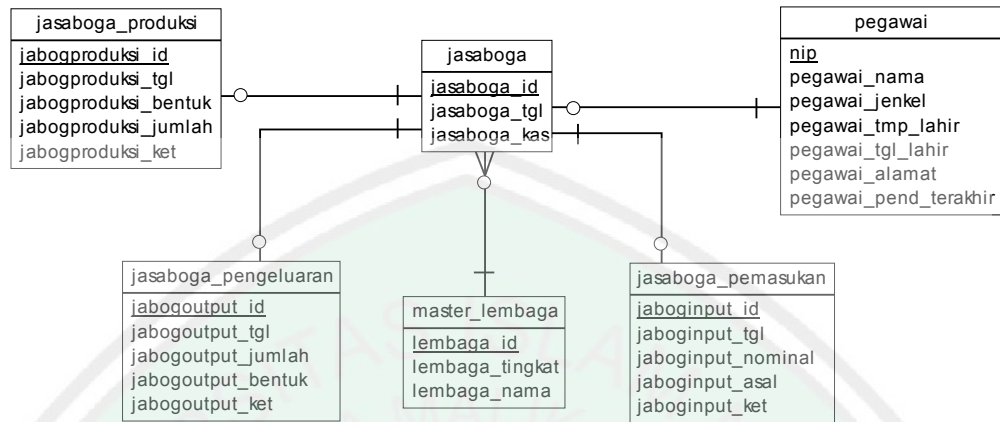 jasaboga_produksi
jabogproduksi_id
jabogproduksi_tgl
jabogproduksi_bentuk
jabogproduksi_jumlah
jabogproduksi_ket
jasaboga
jasaboga_id
jasaboga_tgl
jasaboga_kas
pegawai
nip
pegawai_nama
pegawai_jenkel
pegawai_tmp_lahir
pegawai_tgl_lahir
pegawai_alamat
pegawai_pend_terakhir
jasaboga_pengeluaran
jabogoutput_id
jabogoutput_tgl
jabogoutput_jumlah
jabogoutput_bentuk
jabogoutput_ket
master_lembaga
lembaga_id
lembaga_tingkat
lembaga_nama
jasaboga_pemasukan
jaboginput_id
jaboginput_tgl
jaboginput_nominal
jaboginput_asal
jaboginput_ket